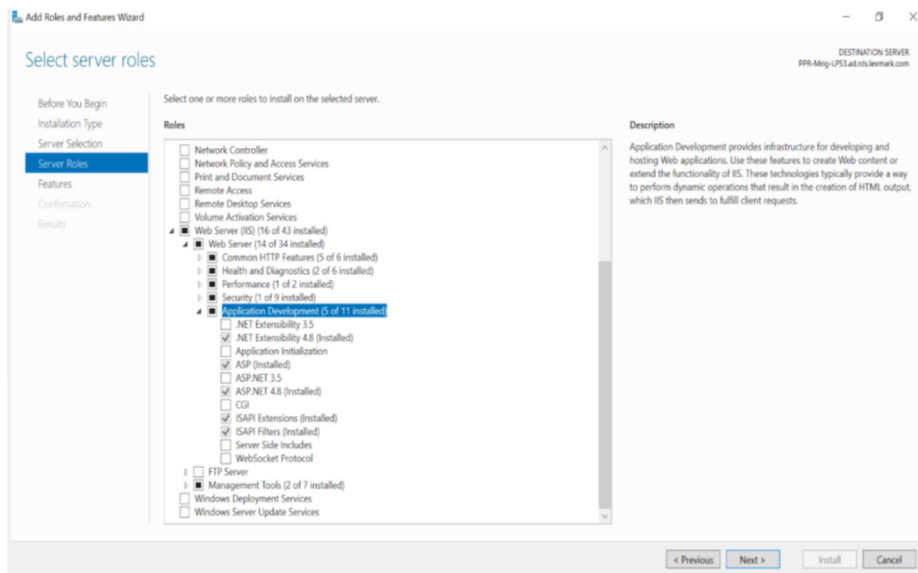 Add Roles and Features Wizard
Select server roles
DESTINATION SERVER
PPR-Mrig-LPS3.ad.rds.lexmark.com
Before You Begin
Installation Type
Server Selection
Server Roles
Features
Confirmation
Results
Select one or more roles to install on the selected server.
Roles
Network Controller
Network Policy and Access Services
Print and Document Services
Remote Access
Remote Desktop Services
Volume Activation Services
Web Server (IIS) (16 of 43 installed)
Web Server (14 of 34 installed)
Common HTTP Features (5 of 6 installed)
Health and Diagnostics (2 of 6 installed)
Performance (1 of 2 installed)
Security (1 of 9 installed)
Application Development (5 of 11 installed)
.NET Extensibility 3.5
.NET Extensibility 4.8 (Installed)
Application Initialization
ASP (Installed)
ASP.NET 3.5
ASP.NET 4.8 (Installed)
CGI
ISAPI Extensions (Installed)
ISAPI Filters (Installed)
Server Side Includes
WebSocket Protocol
FTP Server
Management Tools (2 of 7 installed)
Windows Deployment Services
Windows Server Update Services
Description
Application Development provides infrastructure for developing and
hosting Web applications. Use these features to create Web content or
extend the functionality of IIS. These technologies typically provide a way
to perform dynamic operations that result in the creation of HTML output,
which IIS then sends to fulfill client requests.
< Previous
Next >
Install
Cancel